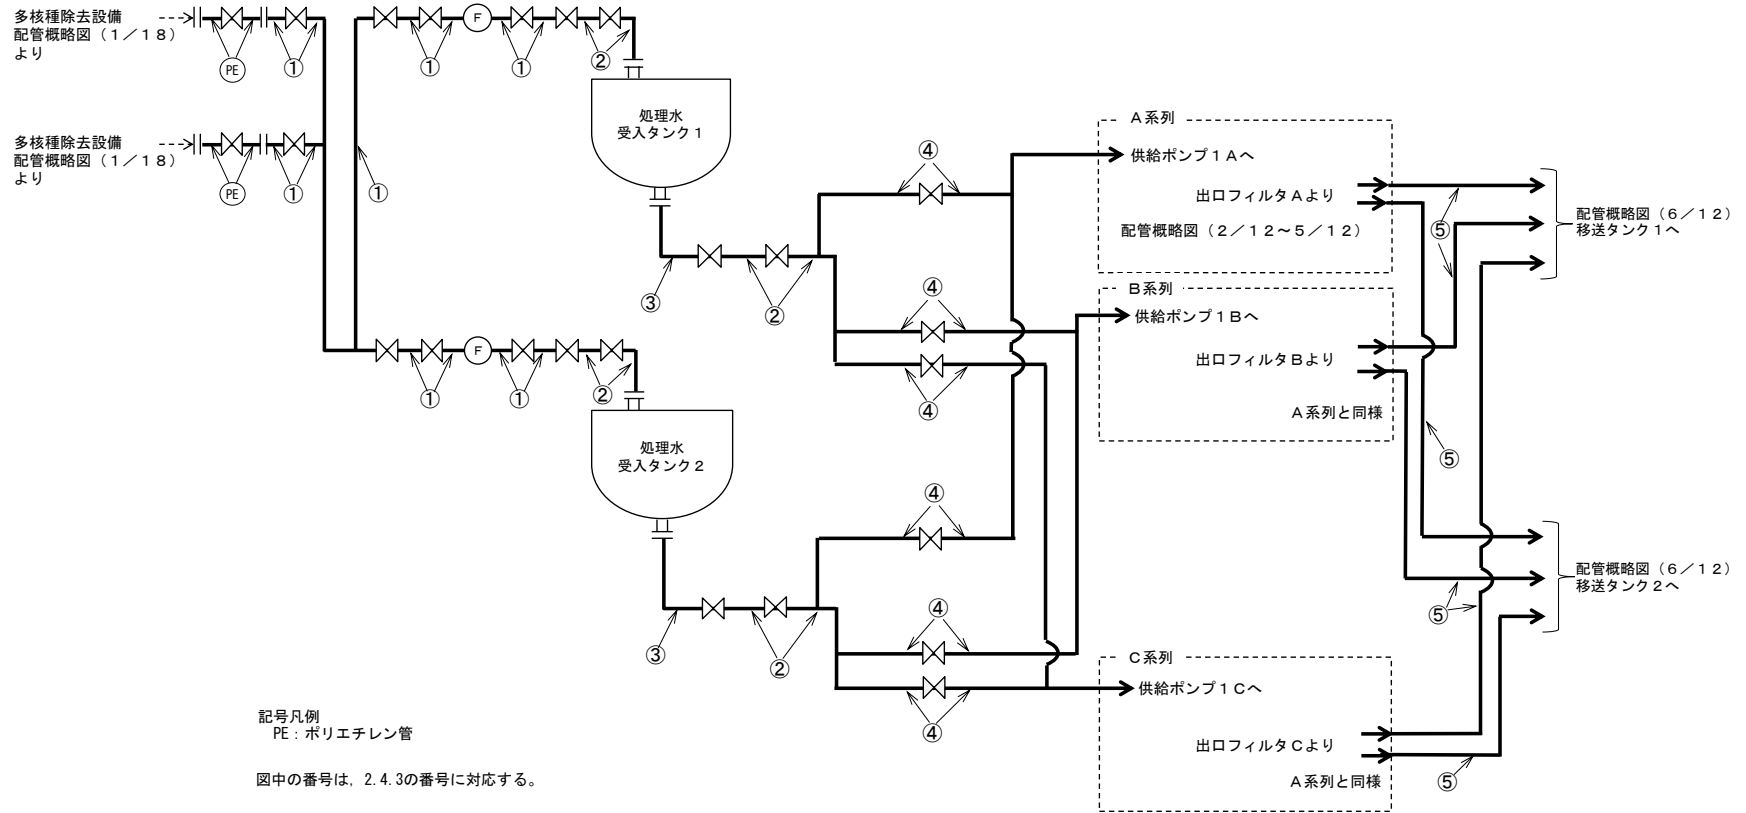 多核種除去設備
配管概略図(1/18)
より
PE
①
①
F
①
②
処理水
受入タンク1
多核種除去設備
配管概略図(1/18)
より
PE
①
①
③
②
④
④
④
A系列
供給ポンプ1Aへ
出口フィルタAより
配管概略図(2/12~5/12)
⑤
配管概略図(6/12)
移送タンク1へ
B系列
供給ポンプ1Bへ
出口フィルタBより
A系列と同様
⑤
①
F
①
②
処理水
受入タンク2
③
②
④
④
④
配管概略図(6/12)
移送タンク2へ
⑤
C系列
供給ポンプ1Cへ
出口フィルタCより
A系列と同様
⑤
記号凡例
PE:ポリエチレン管
図中の番号は,2.4.3の番号に対応する。